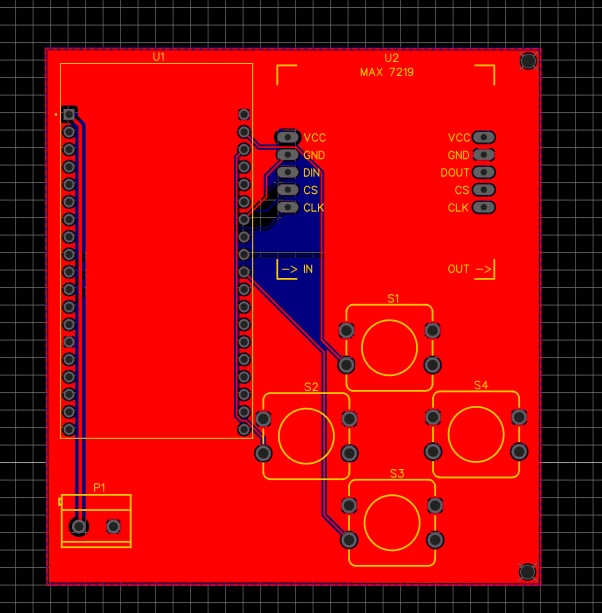 U1
U2
MAX 7219
VCC
GND
DIN
CS
CLK
-> IN
VCC
GND
DOUT
CS
CLK
OUT ->
S1
S2
S4
S3
P1